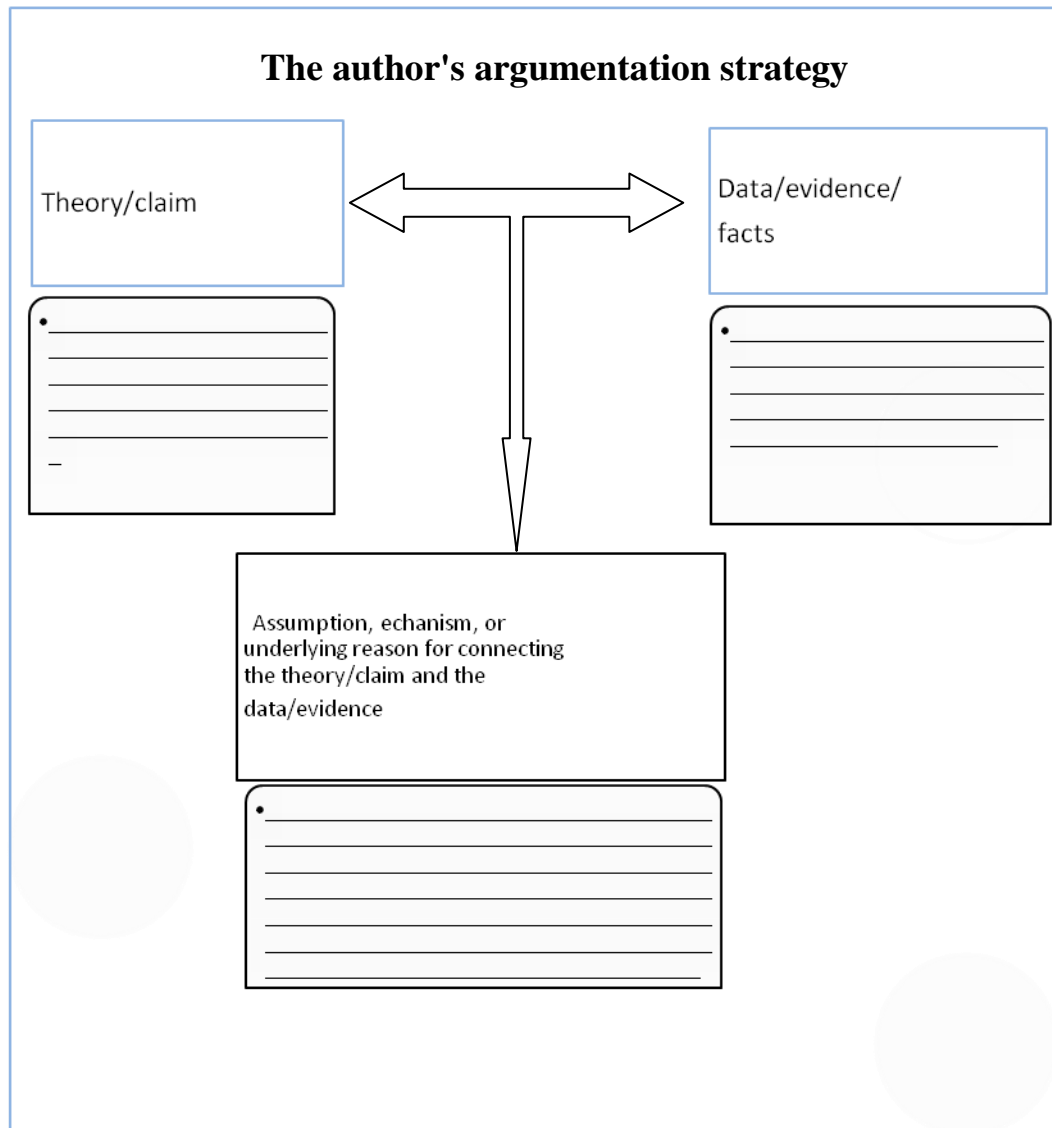 The author's argumentation strategy
Theory/claim
Data/evidence/
facts
Assumption, echanism, or
underlying reason for connecting
the theory/claim and the
data/evidence